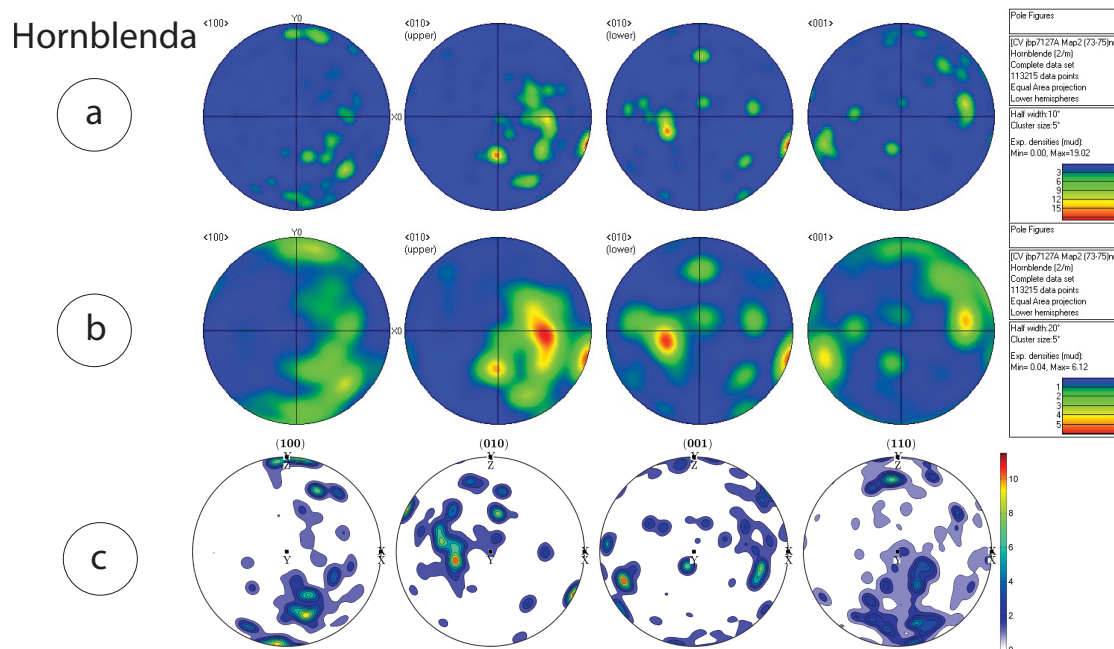 Hornblenda
a
<100>
Y0
X0
<010>
(upper)
<010>
(lower)
<001>
Pole Figures
[CV jbp7127A Map2 (73-75)n
Hornblende (2/m)
Complete data set
113215 data points
Equal Area projection
Lower hemispheres
Half width:10°
Cluster size:5°
Exp. densities (mud):
Min= 0.00, Max=19.02
3
6
9
12
15
b
<100>
Y0
X0
<010>
(upper)
<010>
(lower)
<001>
Pole Figures
[CV jbp7127A Map2 (73-75)n
Hornblende (2/m)
Complete data set
113215 data points
Equal Area projection
Lower hemispheres
Half width:20°
Cluster size:5°
Exp. densities (mud):
Min= 0.04, Max= 6.12
1
2
3
4
5
c
(100)
Y
Z
X
X
Y
(010)
Y
Z
X
X
Y
(001)
Y
Z
X
X
Y
(110)
Y
Z
X
X
Y
10
8
6
4
2
0